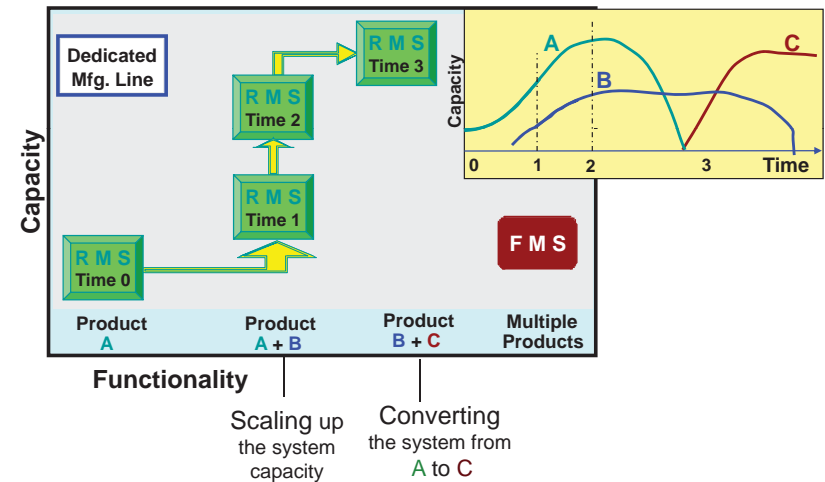 Dedicated
Mfg. Line
R M S
Time 3
R M S
Time 2
R M S
Time 1
R M S
Time 0
F M S
Capacity
Product
A
Product
A + B
Product
B + C
Multiple
Products
Functionality
Scaling up
the system
capacity
Converting
the system from
A to C
A
B
C
Capacity
0
1
2
3
Time